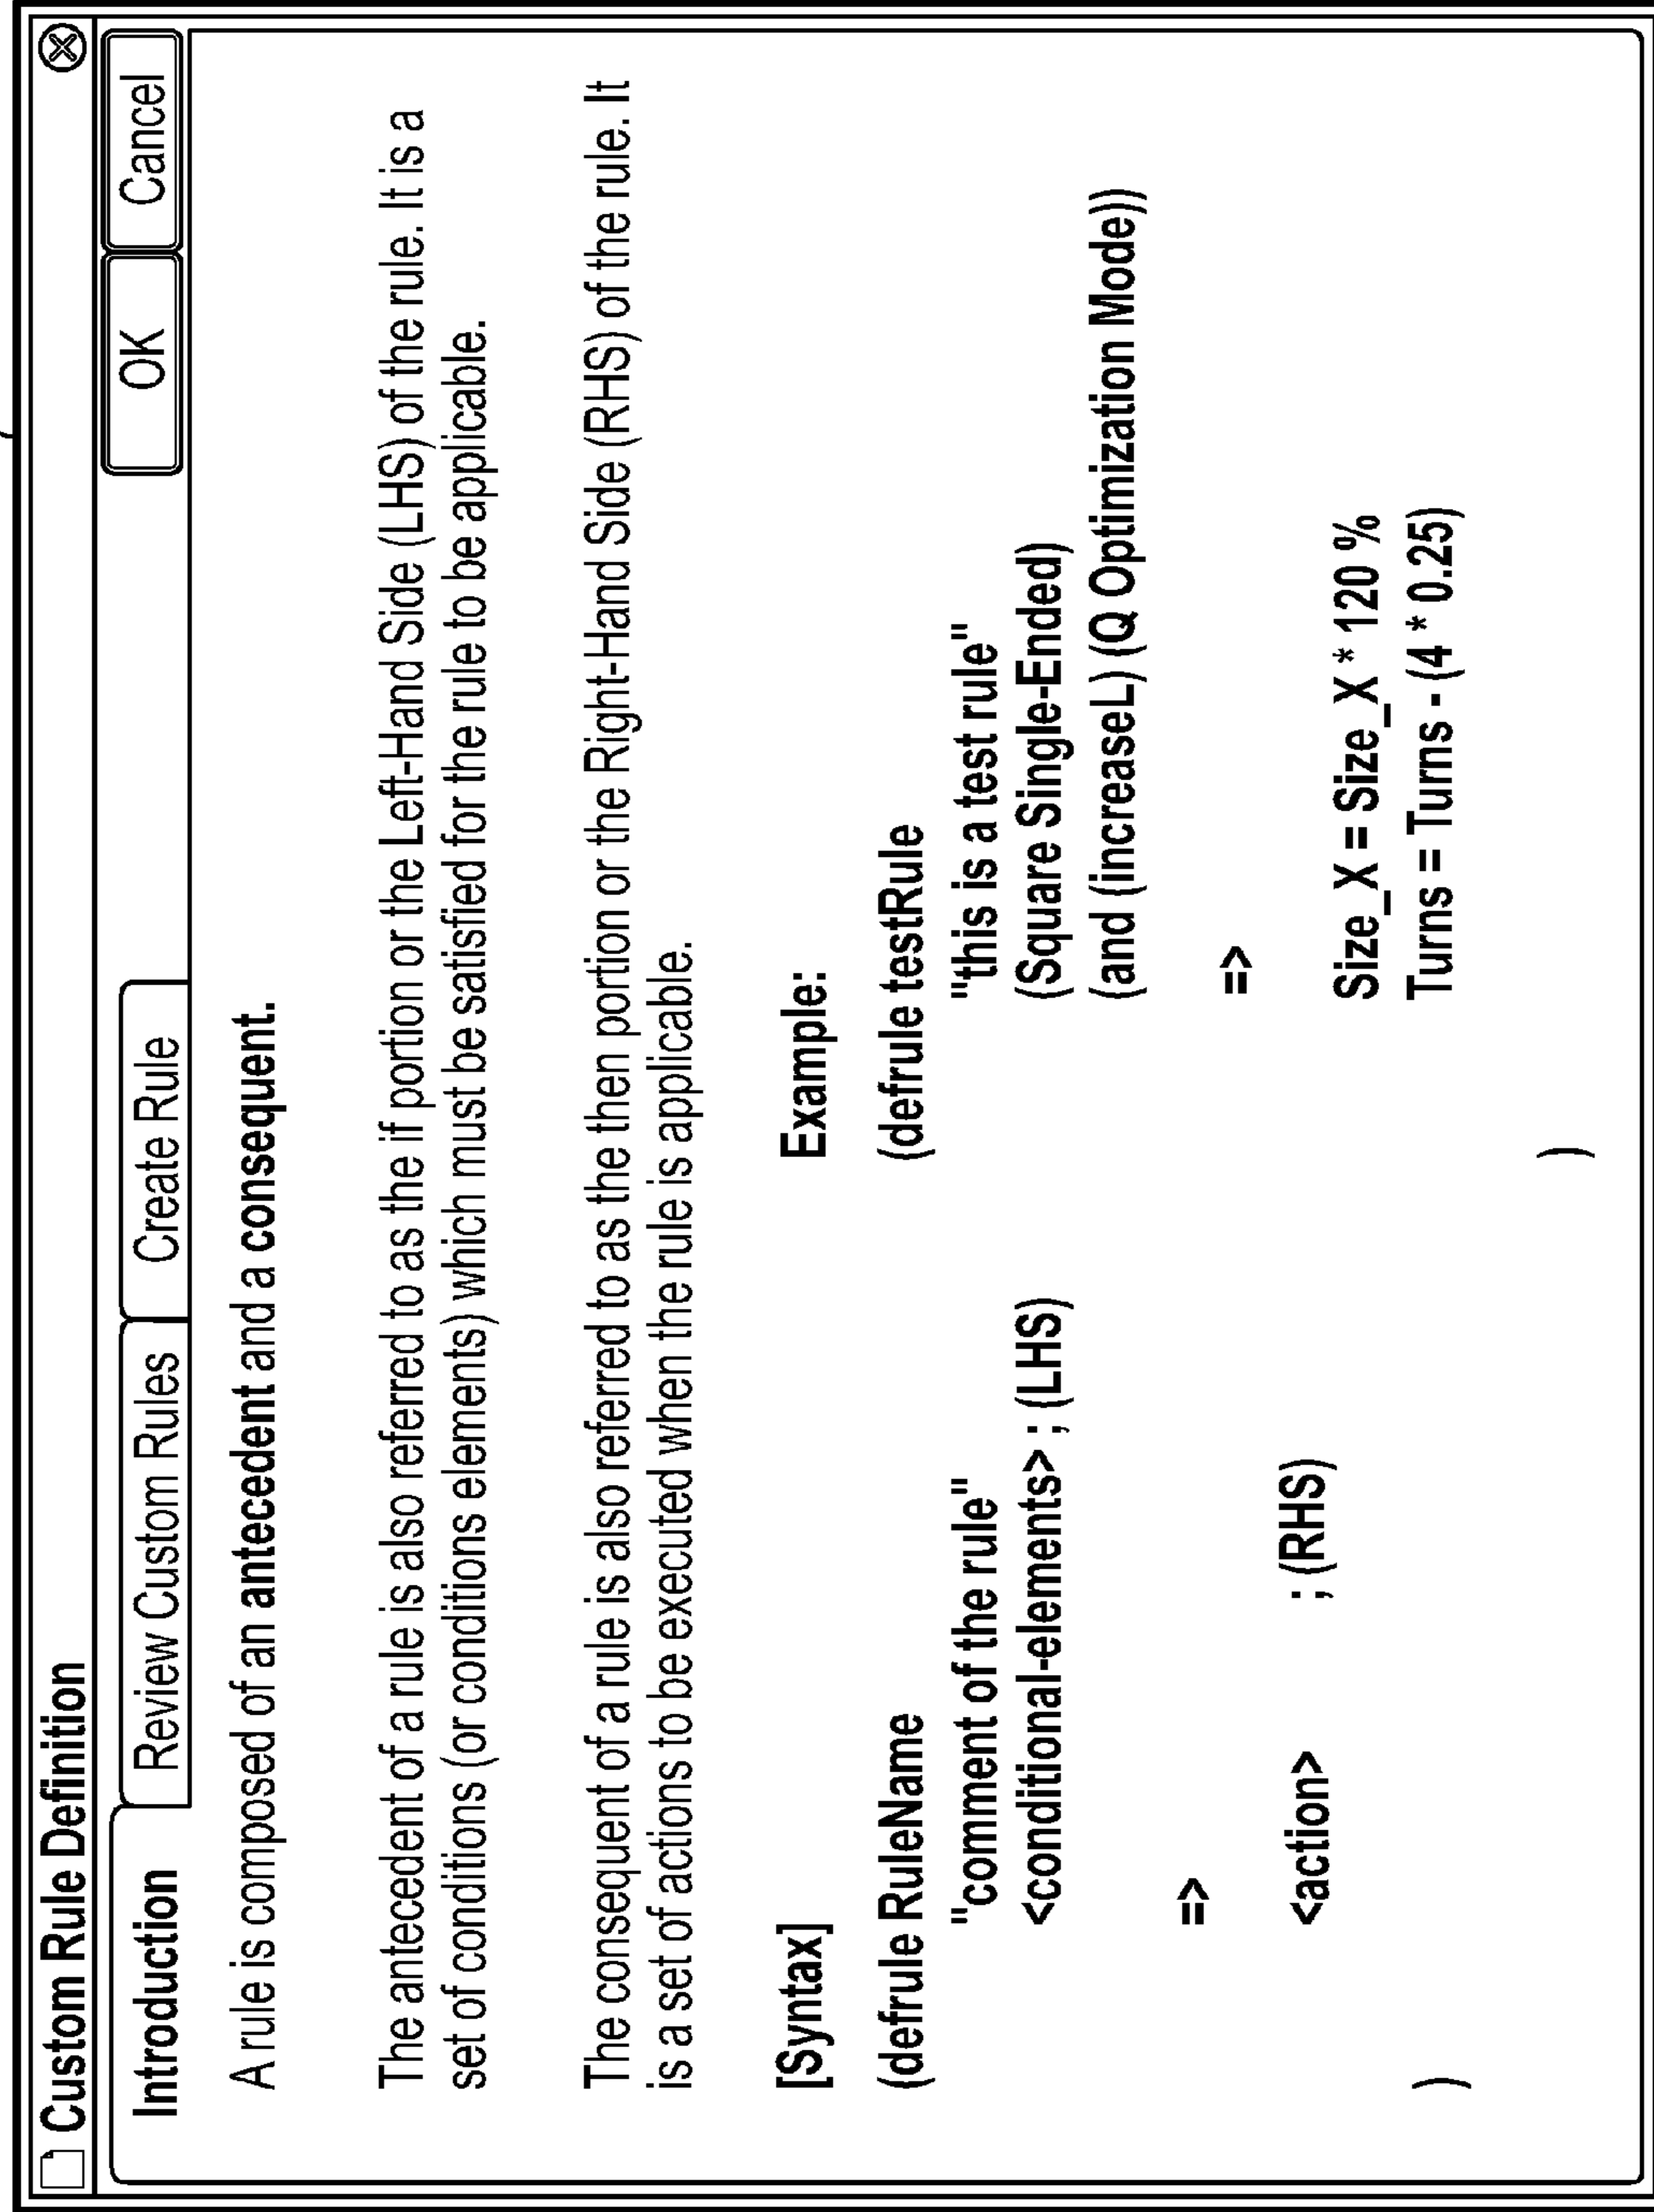 Custom Rule Definition
Introduction
Review Custom Rules
Create Rule
OK
Cancel
A rule is composed of an antecedent and a consequent.
The antecedent of a rule is also referred to as the if portion or the Left-Hand Side (LHS) of the rule. It is a
set of conditions (or conditions elements) which must be satisfied for the rule to be applicable.
The consequent of a rule is also referred to as the then portion or the Right-Hand Side (RHS) of the rule. It
is a set of actions to be executed when the rule is applicable.
[Syntax]
(defrule RuleName
"comment of the rule"
<conditional-elements> ; (LHS)
=>
<action> ; (RHS)
)
Example:
(defrule testRule
"this is a test rule"
(Square Single-Ended)
(and (increaseL) (Q Optimization Mode))
=>
Size_X = Size_X * 120 %
Turns = Turns - (4 * 0.25)
)